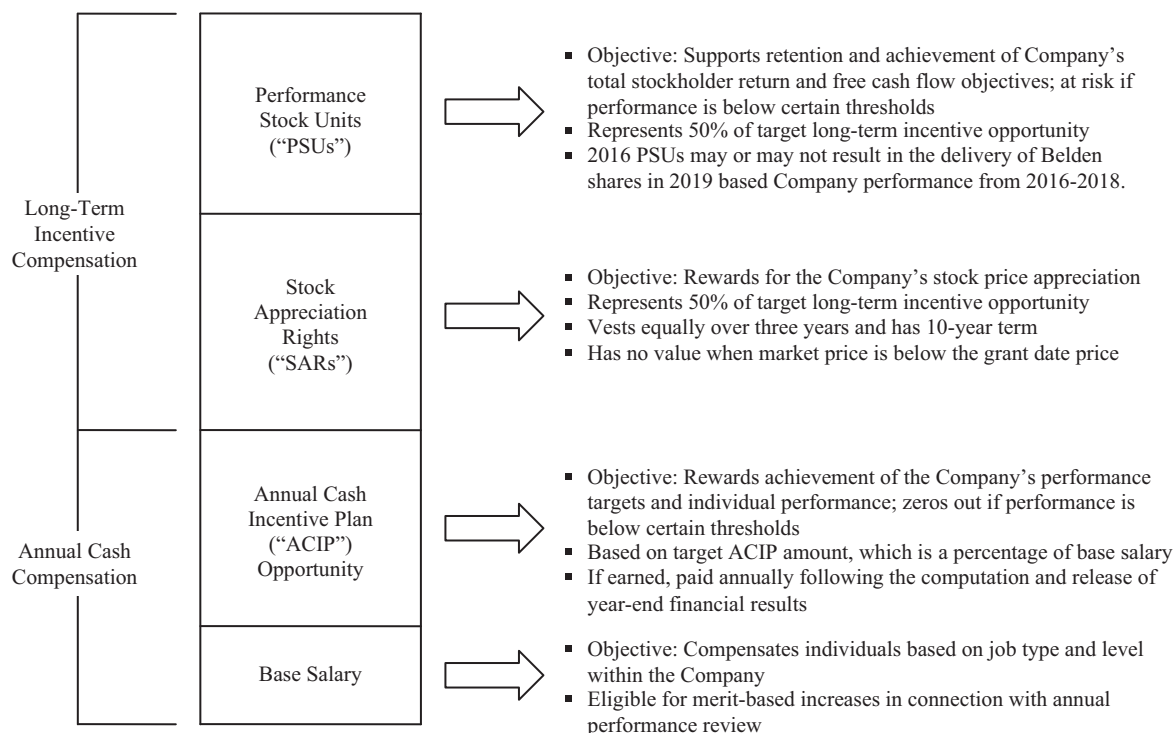 Long-Term
Incentive
Compensation
Performance
Stock Units
(“PSUs”)
▪ Objective: Supports retention and achievement of Company’s
total stockholder return and free cash flow objectives; at risk if
performance is below certain thresholds
▪ Represents 50% of target long-term incentive opportunity
▪ 2016 PSUs may or may not result in the delivery of Belden
shares in 2019 based Company performance from 2016-2018.
Stock
Appreciation
Rights
(“SARs”)
▪ Objective: Rewards for the Company’s stock price appreciation
▪ Represents 50% of target long-term incentive opportunity
▪ Vests equally over three years and has 10-year term
▪ Has no value when market price is below the grant date price
Annual Cash
Compensation
Annual Cash
Incentive Plan
(“ACIP”)
Opportunity
▪ Objective: Rewards achievement of the Company’s performance
targets and individual performance; zeros out if performance is
below certain thresholds
▪ Based on target ACIP amount, which is a percentage of base salary
▪ If earned, paid annually following the computation and release of
year-end financial results
Base Salary
▪ Objective: Compensates individuals based on job type and level
within the Company
▪ Eligible for merit-based increases in connection with annual
performance review